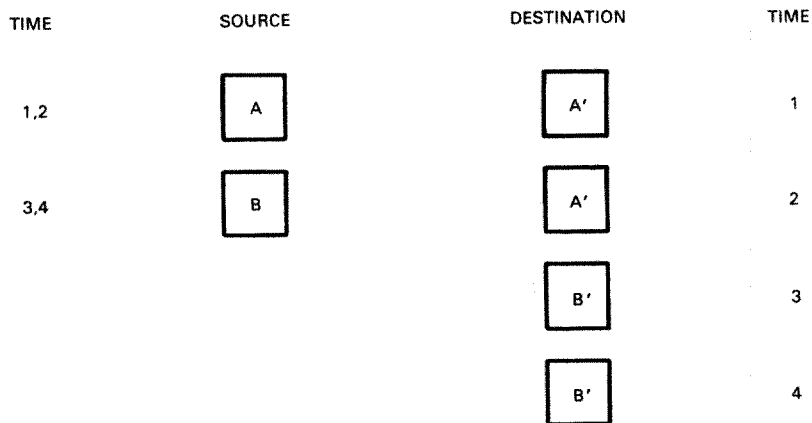 TIME SOURCE DESTINATION TIME
1,2 A A′ 1
3,4 B A′ 2
B′ 3
B′ 4